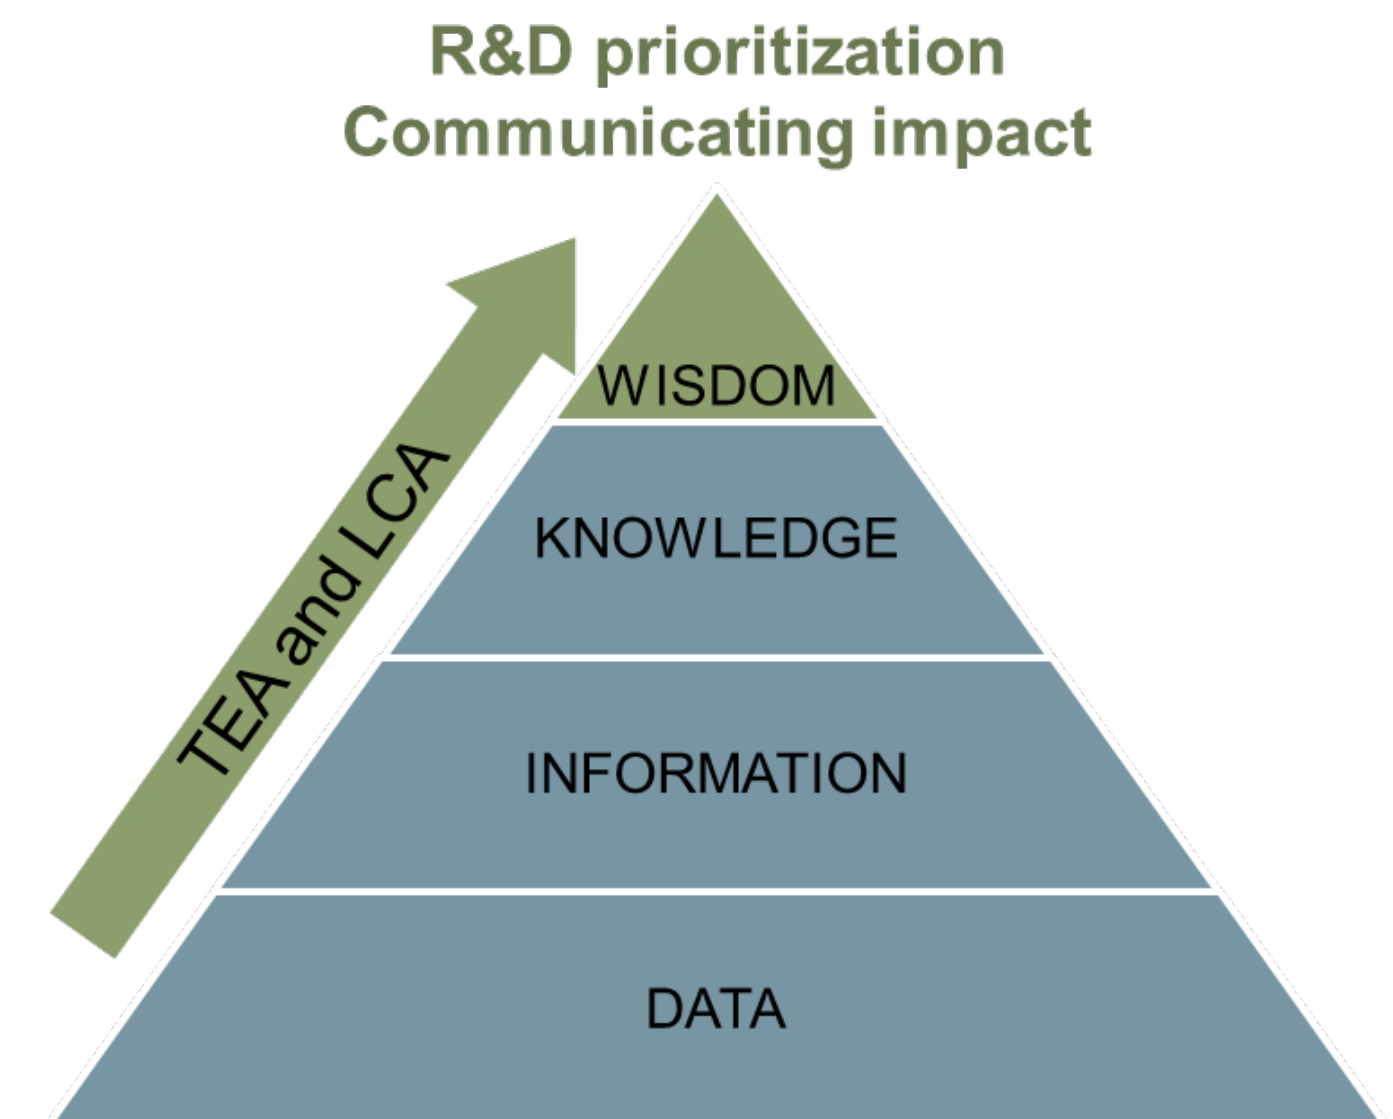 R&D prioritization
Communicating impact
WISDOM
KNOWLEDGE
INFORMATION
DATA
TEA and LCA